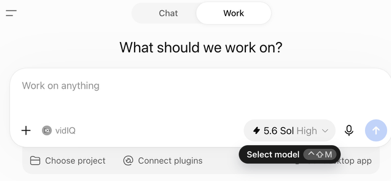 Chat Work
What should we work on?
Work on anything
vidIQ 5.6 Sol High
Select model ⌃⇧M
Choose project Connect plugins ktop app